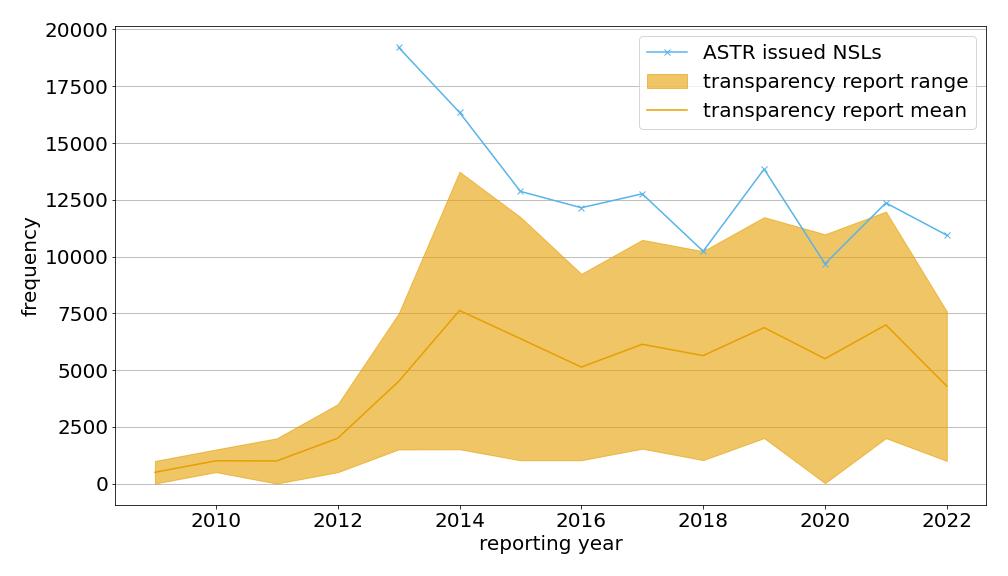 20000
17500
15000
12500
10000
7500
5000
2500
0
frequency
ASTR issued NSLs
transparency report range
transparency report mean
2010 2012 2014 2016 2018 2020 2022
reporting year